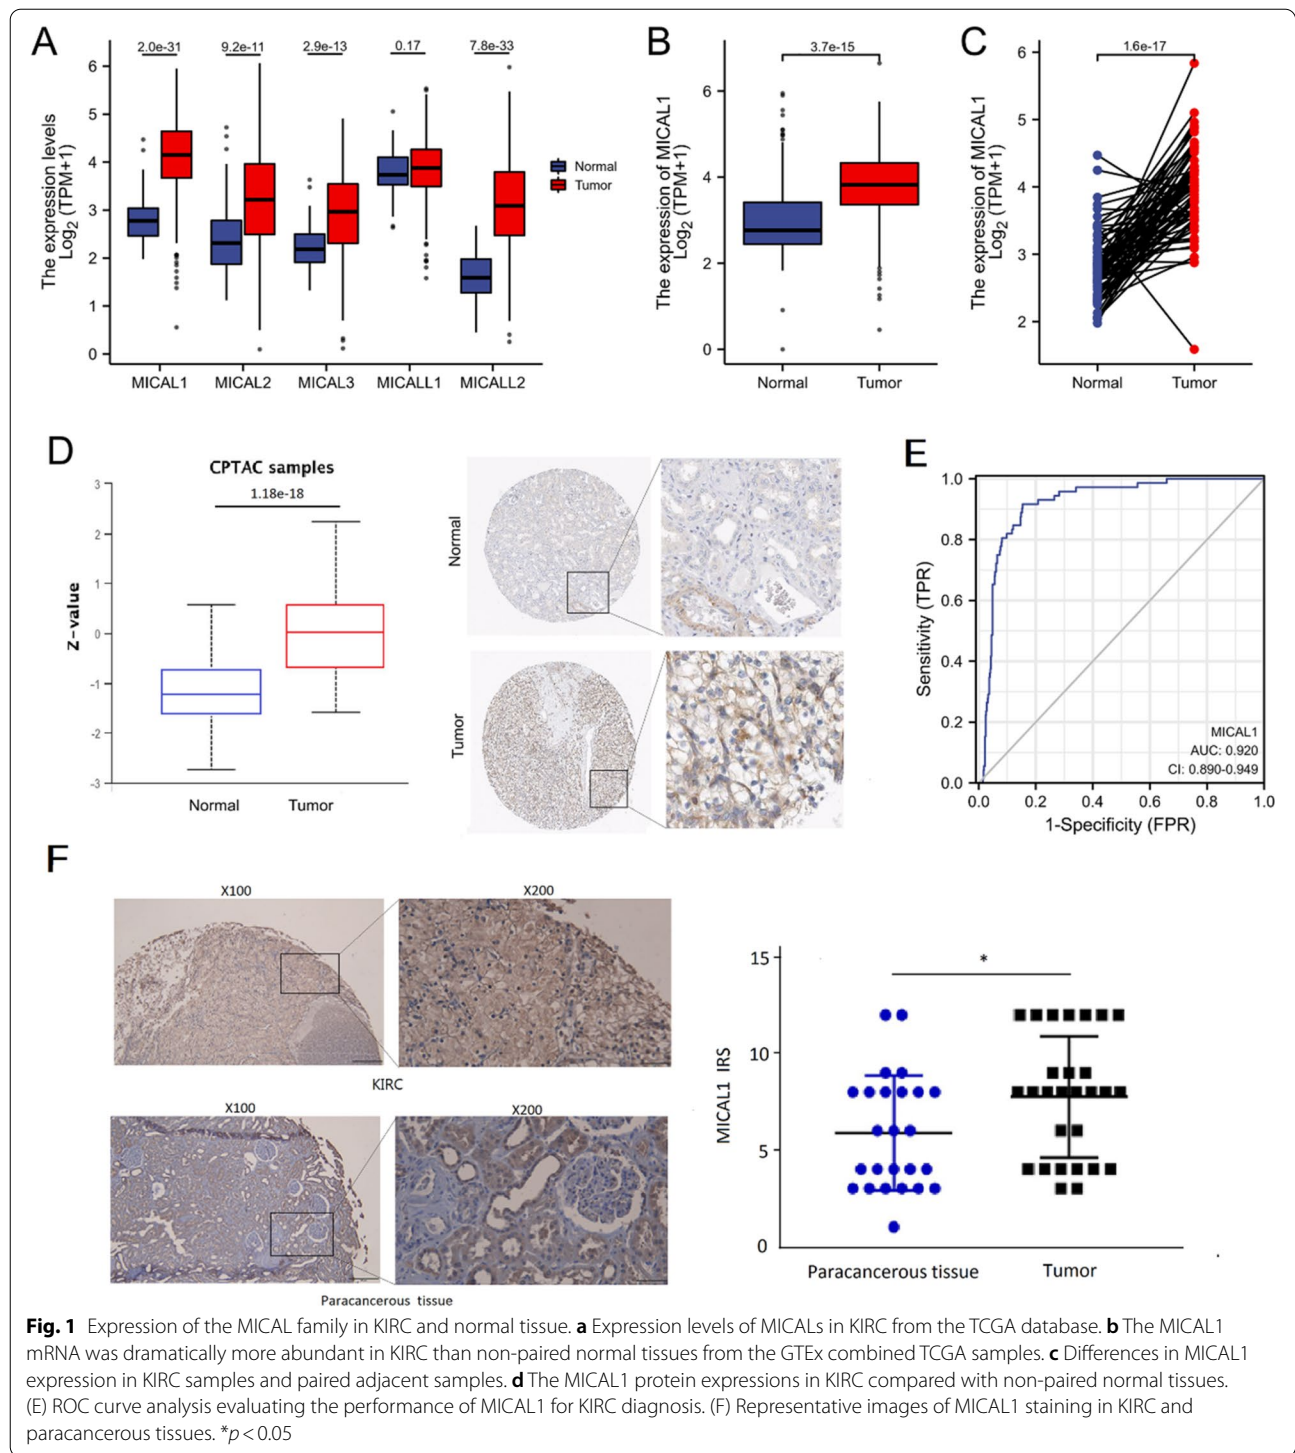 A
2.0e-31 9.2e-11 2.9e-13 0.17 7.8e-33
The expression levels
Log2 (TPM+1)
6
5
4
3
2
1
0
MICAL1 MICAL2 MICAL3 MICALL1 MICALL2
Normal
Tumor
B
3.7e-15
The expression of MICAL1
Log2 (TPM+1)
6
4
2
0
Normal Tumor
C
1.6e-17
The expression of MICAL1
Log2 (TPM+1)
6
5
4
3
2
Normal Tumor
D
CPTAC samples
1.18e-18
Z-value
3
2
1
0
-1
-2
-3
Normal Tumor
Normal
Tumor
E
Sensitivity (TPR)
1.0
0.8
0.6
0.4
0.2
0.0
MICAL1
AUC: 0.920
CI: 0.890-0.949
0.0 0.2 0.4 0.6 0.8 1.0
1-Specificity (FPR)
F
X100 X200
KIRC
X100 X200
Paracancerous tissue
MICAL1 IRS
15
10
5
0
*
Paracancerous tissue Tumor
Fig. 1 Expression of the MICAL family in KIRC and normal tissue. a Expression levels of MICALs in KIRC from the TCGA database. b The MICAL1
mRNA was dramatically more abundant in KIRC than non-paired normal tissues from the GTEx combined TCGA samples. c Differences in MICAL1
expression in KIRC samples and paired adjacent samples. d The MICAL1 protein expressions in KIRC compared with non-paired normal tissues.
(E) ROC curve analysis evaluating the performance of MICAL1 for KIRC diagnosis. (F) Representative images of MICAL1 staining in KIRC and
paracancerous tissues. *p < 0.05